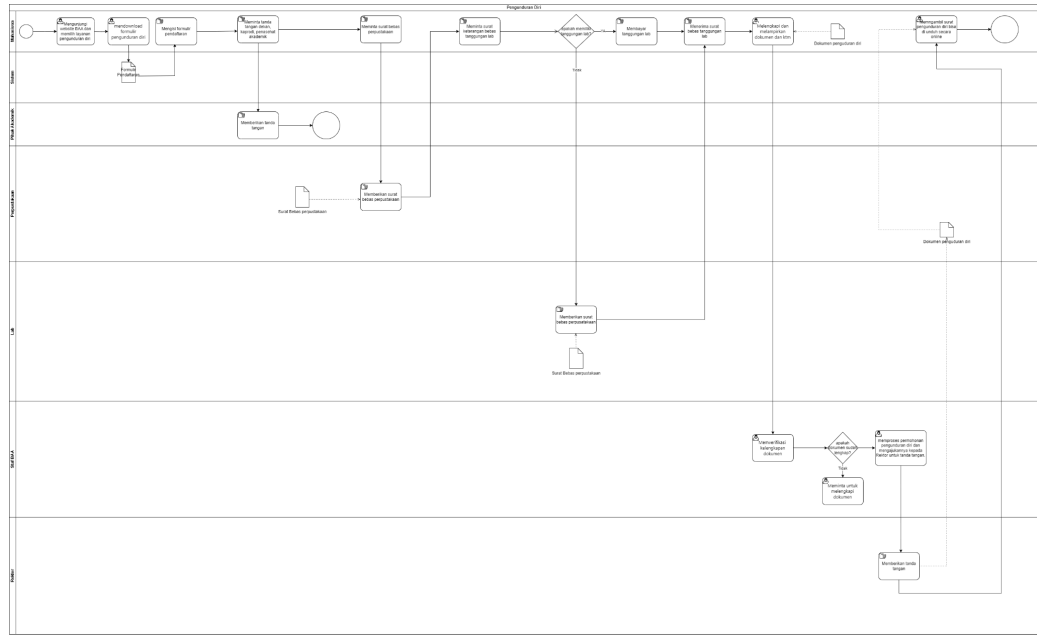 Pengunduran Diri
Mahasiswa
Mengunjungi
website BAA dan
memilih layanan
pengunduran diri
mendownload
formulir
pengunduran diri
Mengisi formulir
pendaftaran
Meminta tanda
tangan dekan,
kaprodi, penasehat
akademik
Meminta surat bebas
perpustakaan
Meminta surat
keterangan bebas
tanggungan lab
apakah memiliki
tanggungan lab?
Membayar
tanggungan lab
Menerima surat
bebas tanggungan
lab
Melengkapi dan
melampirkan
dokumen dan ktm
Dokumen pengunduran diri
Mengambil surat
pengunduran diri bisa
di unduh secara
online
Sistem
Formulir
Pendaftaran
Tidak
Pihak Akademik
Memberikan tanda
tangan
Perpustakaan
Surat Bebas perpustakaan
Memberikan surat
bebas perpustakaan
Dokumen pengunduran diri
Lab
Memberikan surat
bebas perpustakaan
Surat Bebas perpustakaan
Staf BAA
Memverifikasi
kelengkapan
dokumen
apakah
dokumen sudah
lengkap?
Memproses permohonan
pengunduran diri dan
mengajukannya kepada
Rektor untuk tanda tangan
Tidak
Meminta untuk
melengkapi
dokumen
Rektor
Memberikan tanda
tangan